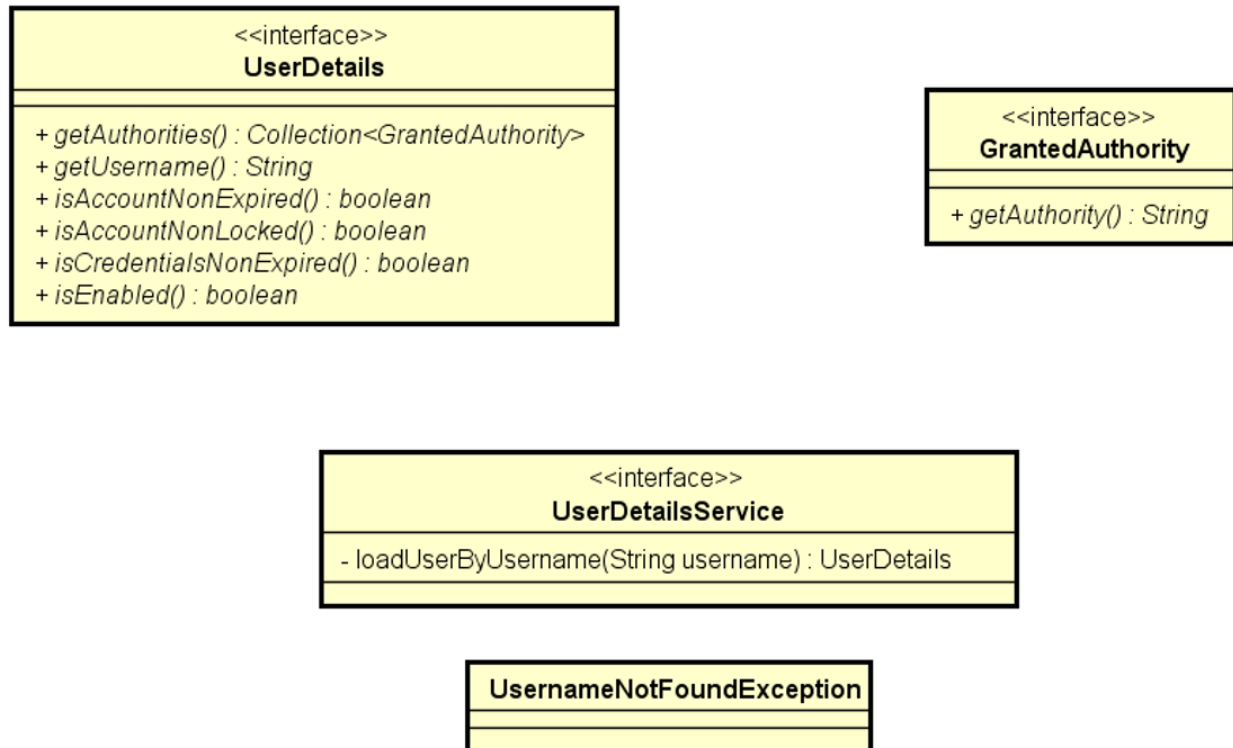 <<interface>>
UserDetails
+ getAuthorities() : Collection<GrantedAuthority>
+ getUsername() : String
+ isAccountNonExpired() : boolean
+ isAccountNonLocked() : boolean
+ isCredentialsNonExpired() : boolean
+ isEnabled() : boolean
<<interface>>
GrantedAuthority
+ getAuthority() : String
<<interface>>
UserDetailsService
- loadUserByUsername(String username) : UserDetails
UsernameNotFoundException